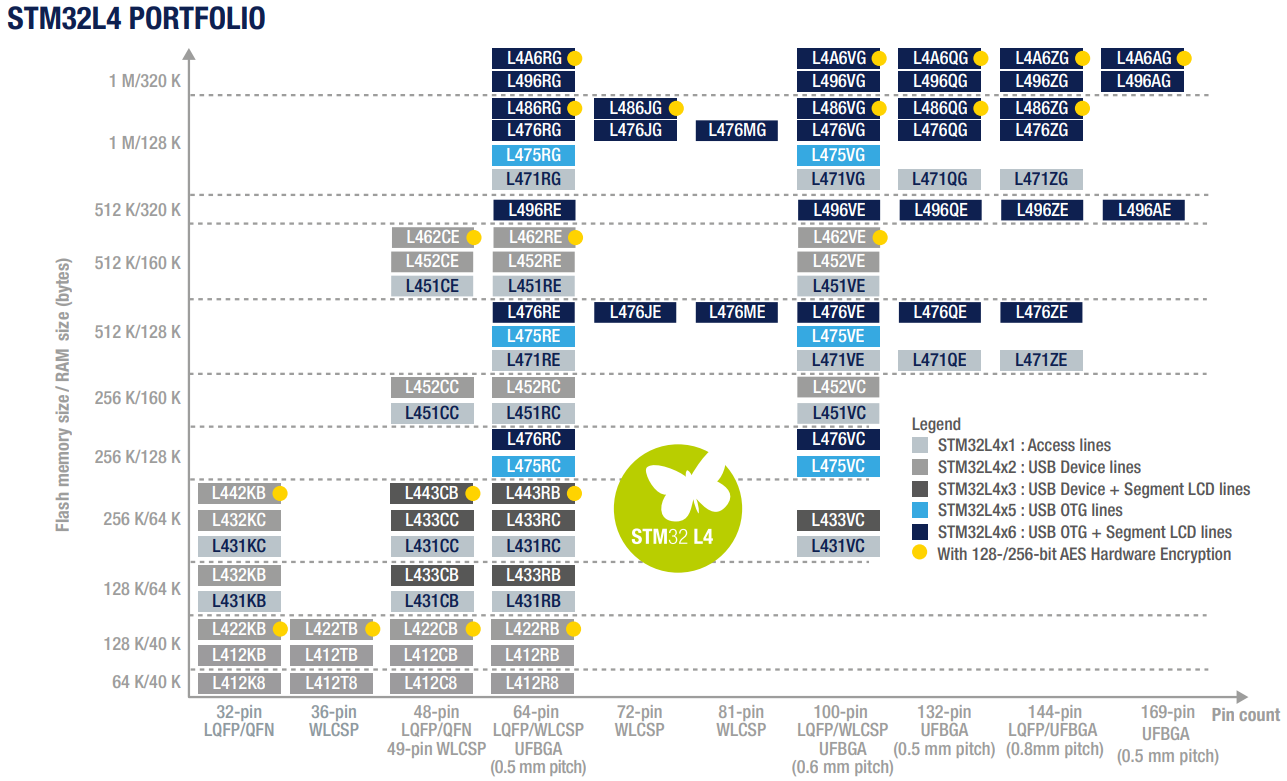 STM32L4 PORTFOLIO
Flash memory size / RAM size (bytes)
1 M/320 K
L4A6RG L4A6VG L4A6QG L4A6ZG L4A6AG
L496RG L496VG L496QG L496ZG L496AG
1 M/128 K
L486RG L486JG L486VG L486QG L486ZG
L476RG L476JG L476MG L476VG L476QG L476ZG
L475RG L475VG
L471RG L471VG L471QG L471ZG
512 K/320 K
L496RE L496VE L496QE L496ZE L496AE
512 K/160 K
L462CE L462RE L462VE
L452CE L452RE L452VE
L451CE L451RE L451VE
512 K/128 K
L476RE L476JE L476ME L476VE L476QE L476ZE
L475RE L475VE
L471RE L471VE L471QE L471ZE
256 K/160 K
L452CC L452RC L452VC
L451CC L451RC L451VC
256 K/128 K
L476RC L476VC
L475RC L475VC
256 K/64 K
L442KB L443CB L443RB
L432KC L433CC L433RC L433VC
L431KC L431CC L431RC L431VC
128 K/64 K
L432KB L433CB L433RB
L431KB L431CB L431RB
128 K/40 K
L422KB L422TB L422CB L422RB
L412KB L412TB L412CB L412RB
64 K/40 K
L412K8 L412T8 L412C8 L412R8
STM32 L4
Legend
STM32L4x1 : Access lines
STM32L4x2 : USB Device lines
STM32L4x3 : USB Device + Segment LCD lines
STM32L4x5 : USB OTG lines
STM32L4x6 : USB OTG + Segment LCD lines
With 128-/256-bit AES Hardware Encryption
32-pin
LQFP/QFN
36-pin
WLCSP
48-pin
LQFP/QFN
49-pin WLCSP
64-pin
LQFP/WLCSP
UFBGA
(0.5 mm pitch)
72-pin
WLCSP
81-pin
WLCSP
100-pin
LQFP/WLCSP
UFBGA
(0.6 mm pitch)
132-pin
UFBGA
(0.5 mm pitch)
144-pin
LQFP/UFBGA
(0.8mm pitch)
169-pin
UFBGA
(0.5 mm pitch)
Pin count